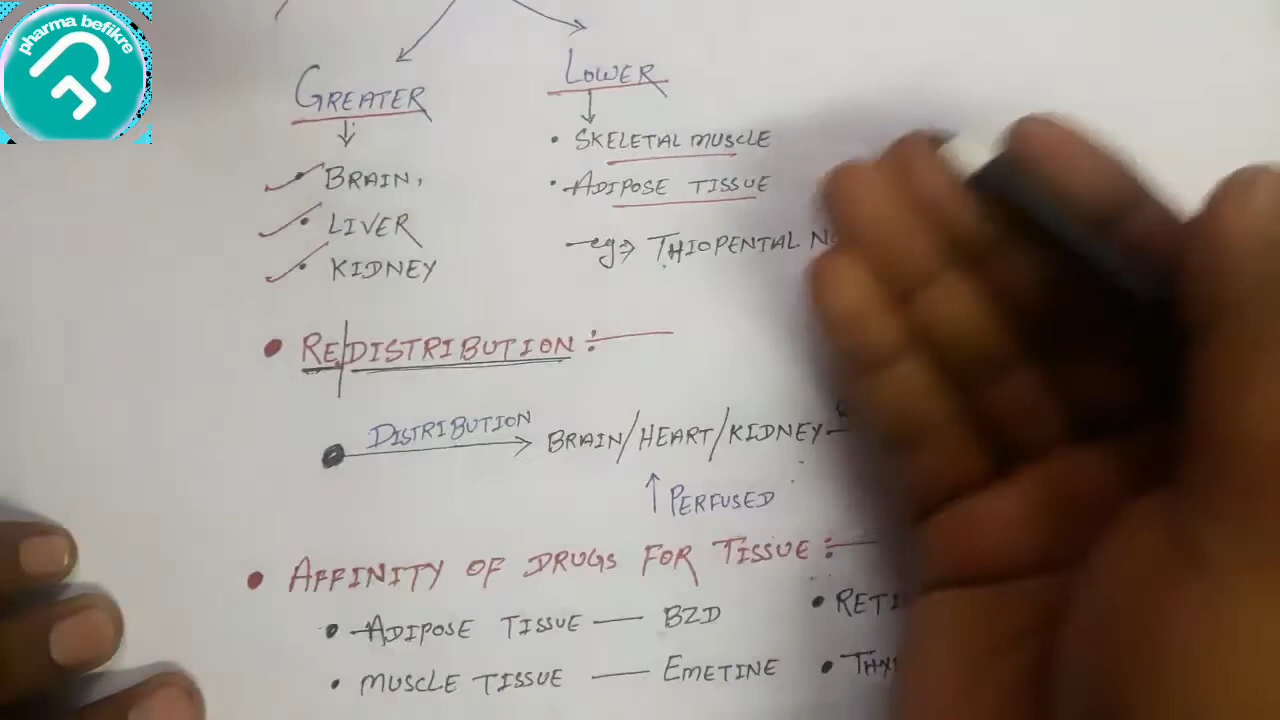 pharma befikre
GREATER
LOWER
• BRAIN,
• LIVER
• KIDNEY
• SKELETAL MUSCLE
• ADIPOSE TISSUE
eg ⇒ THIOPENTAL
• REDISTRIBUTION :
DISTRIBUTION
BRAIN/HEART/KIDNEY
PERFUSED
• AFFINITY OF DRUGS FOR TISSUE :
• ADIPOSE TISSUE — BZD
• MUSCLE TISSUE — EMETINE